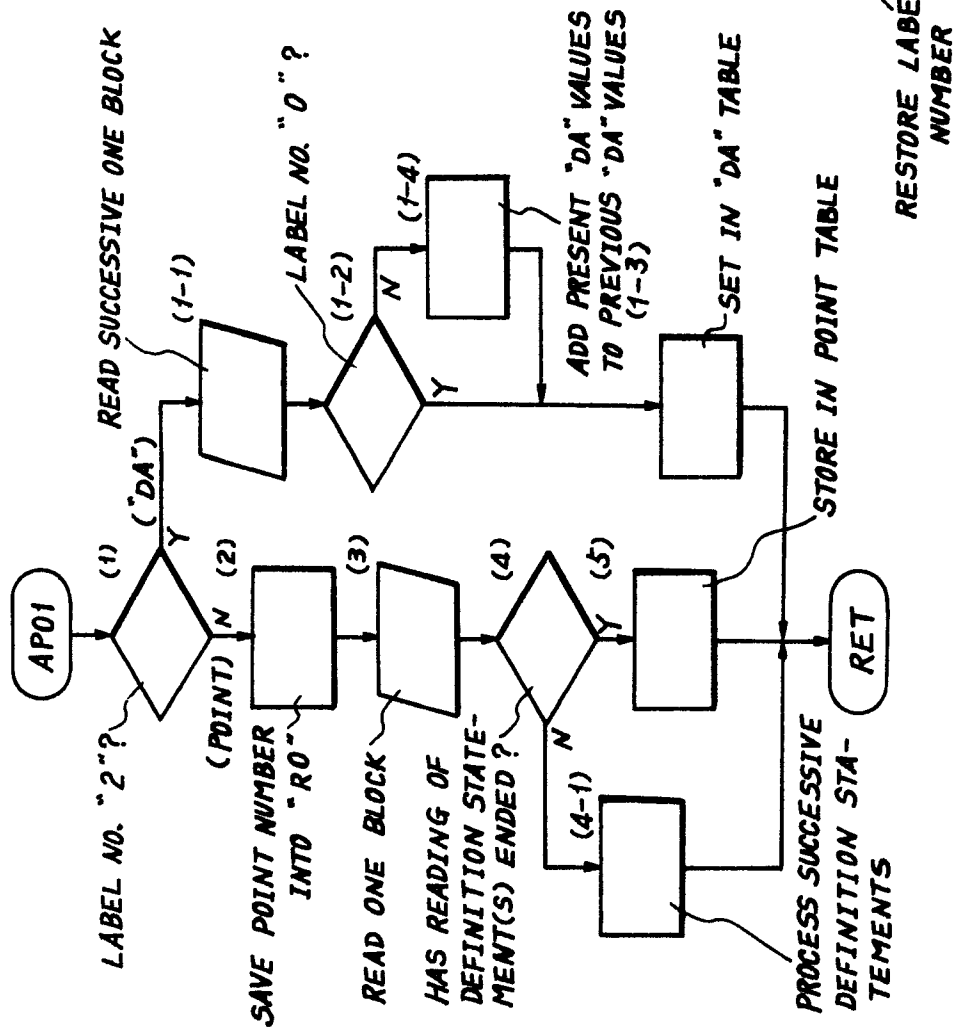 AP01
(1)
LABEL NO. "2"?
Y
("DA")
READ SUCCESSIVE ONE BLOCK
(1-1)
LABEL NO. "0"?
(1-2)
N
(1-4)
Y
ADD PRESENT "DA" VALUES
TO PREVIOUS "DA" VALUES
(1-3)
SET IN "DA" TABLE
(POINT)
N
(2)
SAVE POINT NUMBER
INTO "R0"
(3)
READ ONE BLOCK
(4)
HAS READING OF
DEFINITION STATE-
MENT(S) ENDED?
Y
(5)
STORE IN POINT TABLE
N
(4-1)
PROCESS SUCCESSIVE
DEFINITION STA-
TEMENTS
RET
RESTORE LABE
NUMBER